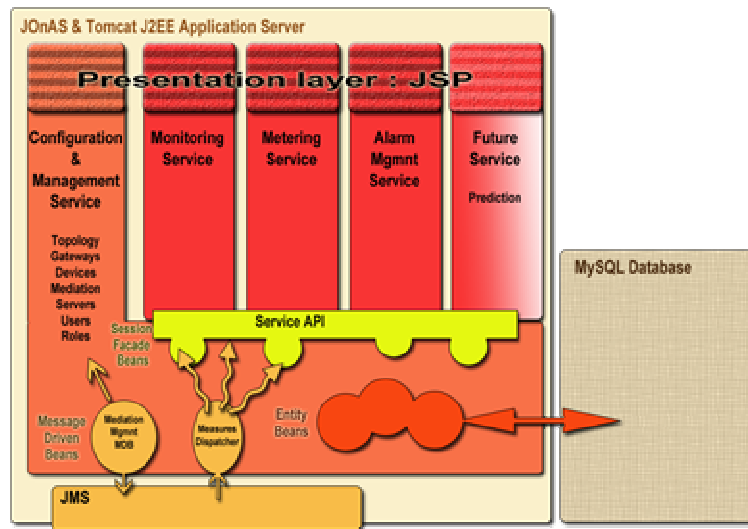 JOnAS & Tomcat J2EE Application Server
Presentation layer : JSP
Configuration
&
Management
Service
Topology
Gateways
Devices
Mediation
Servers
Users
Roles
Monitoring
Service
Metering
Service
Alarm
Mgmnt
Service
Future
Service
Prediction
MySQL Database
Service API
Session
Facade
Beans
Message
Driven
Beans
Mediation
Mgmnt
MDB
Measures
Dispatcher
Entity
Beans
JMS